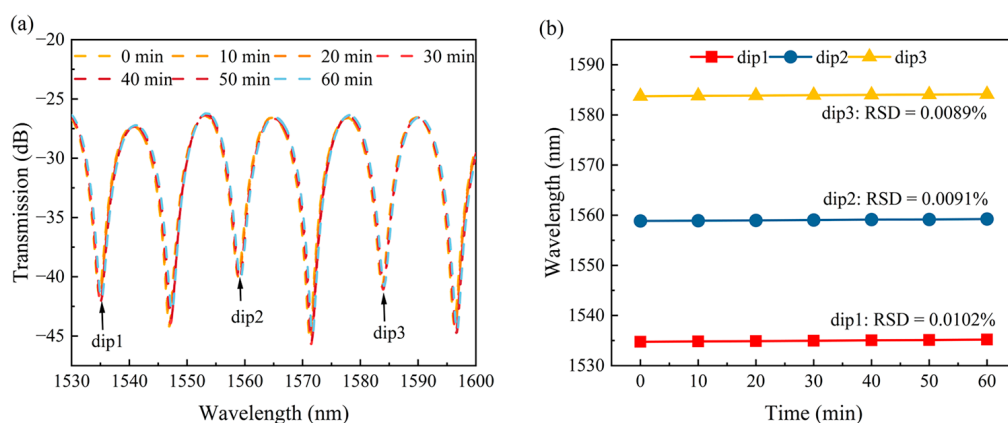 (a)
−20
−25
−30
−35
−40
−45
Transmission (dB)
0 min 10 min 20 min 30 min
40 min 50 min 60 min
dip1
dip2
dip3
1530 1540 1550 1560 1570 1580 1590 1600
Wavelength (nm)
(b)
1590
1580
1570
1560
1550
1540
1530
Wavelength (nm)
dip1 dip2 dip3
dip3: RSD = 0.0089%
dip2: RSD = 0.0091%
dip1: RSD = 0.0102%
0 10 20 30 40 50 60
Time (min)